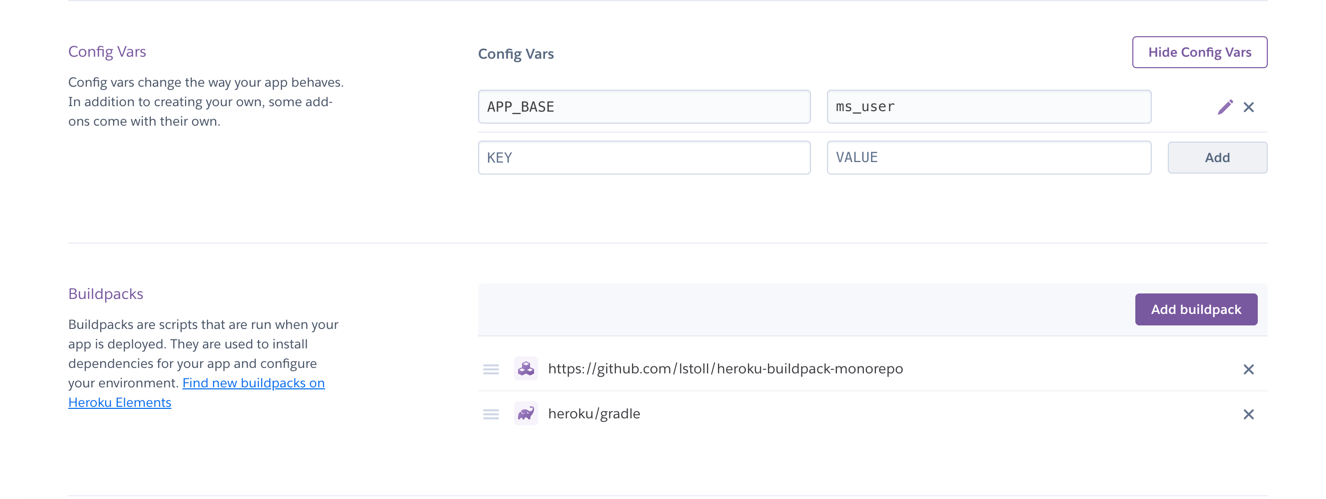 Config Vars
Config vars change the way your app behaves.
In addition to creating your own, some add-
ons come with their own.
Config Vars
Hide Config Vars
APP_BASE
ms_user
KEY
VALUE
Add
Buildpacks
Buildpacks are scripts that are run when your
app is deployed. They are used to install
dependencies for your app and configure
your environment. Find new buildpacks on
Heroku Elements
Add buildpack
https://github.com/lstoll/heroku-buildpack-monorepo
heroku/gradle